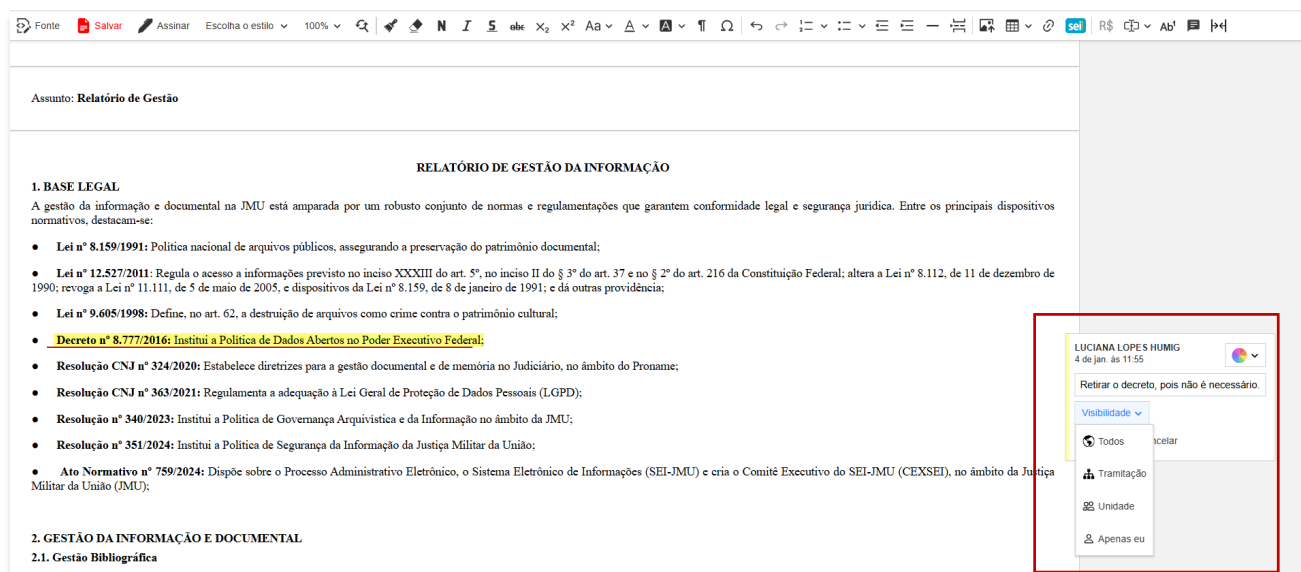 Fonte Salvar Assinar Escolha o estilo 100% N I S abc X₂ X² Aa A A ¶ Ω sei! R$ Ab¹
Assunto: Relatório de Gestão
RELATÓRIO DE GESTÃO DA INFORMAÇÃO
1. BASE LEGAL
A gestão da informação e documental na JMU está amparada por um robusto conjunto de normas e regulamentações que garantem conformidade legal e segurança jurídica. Entre os principais dispositivos
normativos, destacam-se:
● Lei nº 8.159/1991: Política nacional de arquivos públicos, assegurando a preservação do patrimônio documental;
● Lei nº 12.527/2011: Regula o acesso a informações previsto no inciso XXXIII do art. 5º, no inciso II do § 3º do art. 37 e no § 2º do art. 216 da Constituição Federal; altera a Lei nº 8.112, de 11 de dezembro de
1990; revoga a Lei nº 11.111, de 5 de maio de 2005, e dispositivos da Lei nº 8.159, de 8 de janeiro de 1991; e dá outras providência;
● Lei nº 9.605/1998: Define, no art. 62, a destruição de arquivos como crime contra o patrimônio cultural;
● Decreto nº 8.777/2016: Institui a Política de Dados Abertos no Poder Executivo Federal;
● Resolução CNJ nº 324/2020: Estabelece diretrizes para a gestão documental e de memória no Judiciário, no âmbito do Proname;
● Resolução CNJ nº 363/2021: Regulamenta a adequação à Lei Geral de Proteção de Dados Pessoais (LGPD);
● Resolução nº 340/2023: Institui a Política de Governança Arquivística e da Informação no âmbito da JMU;
● Resolução nº 351/2024: Institui a Política de Segurança da Informação da Justiça Militar da União;
● Ato Normativo nº 759/2024: Dispõe sobre o Processo Administrativo Eletrônico, o Sistema Eletrônico de Informações (SEI-JMU) e cria o Comitê Executivo do SEI-JMU (CEXSEI), no âmbito da Justiça
Militar da União (JMU);
2. GESTÃO DA INFORMAÇÃO E DOCUMENTAL
2.1. Gestão Bibliográfica
LUCIANA LOPES HUMIG
4 de jan. às 11:55
Retirar o decreto, pois não é necessário.
Visibilidade
Todos
ncelar
Tramitação
Unidade
Apenas eu